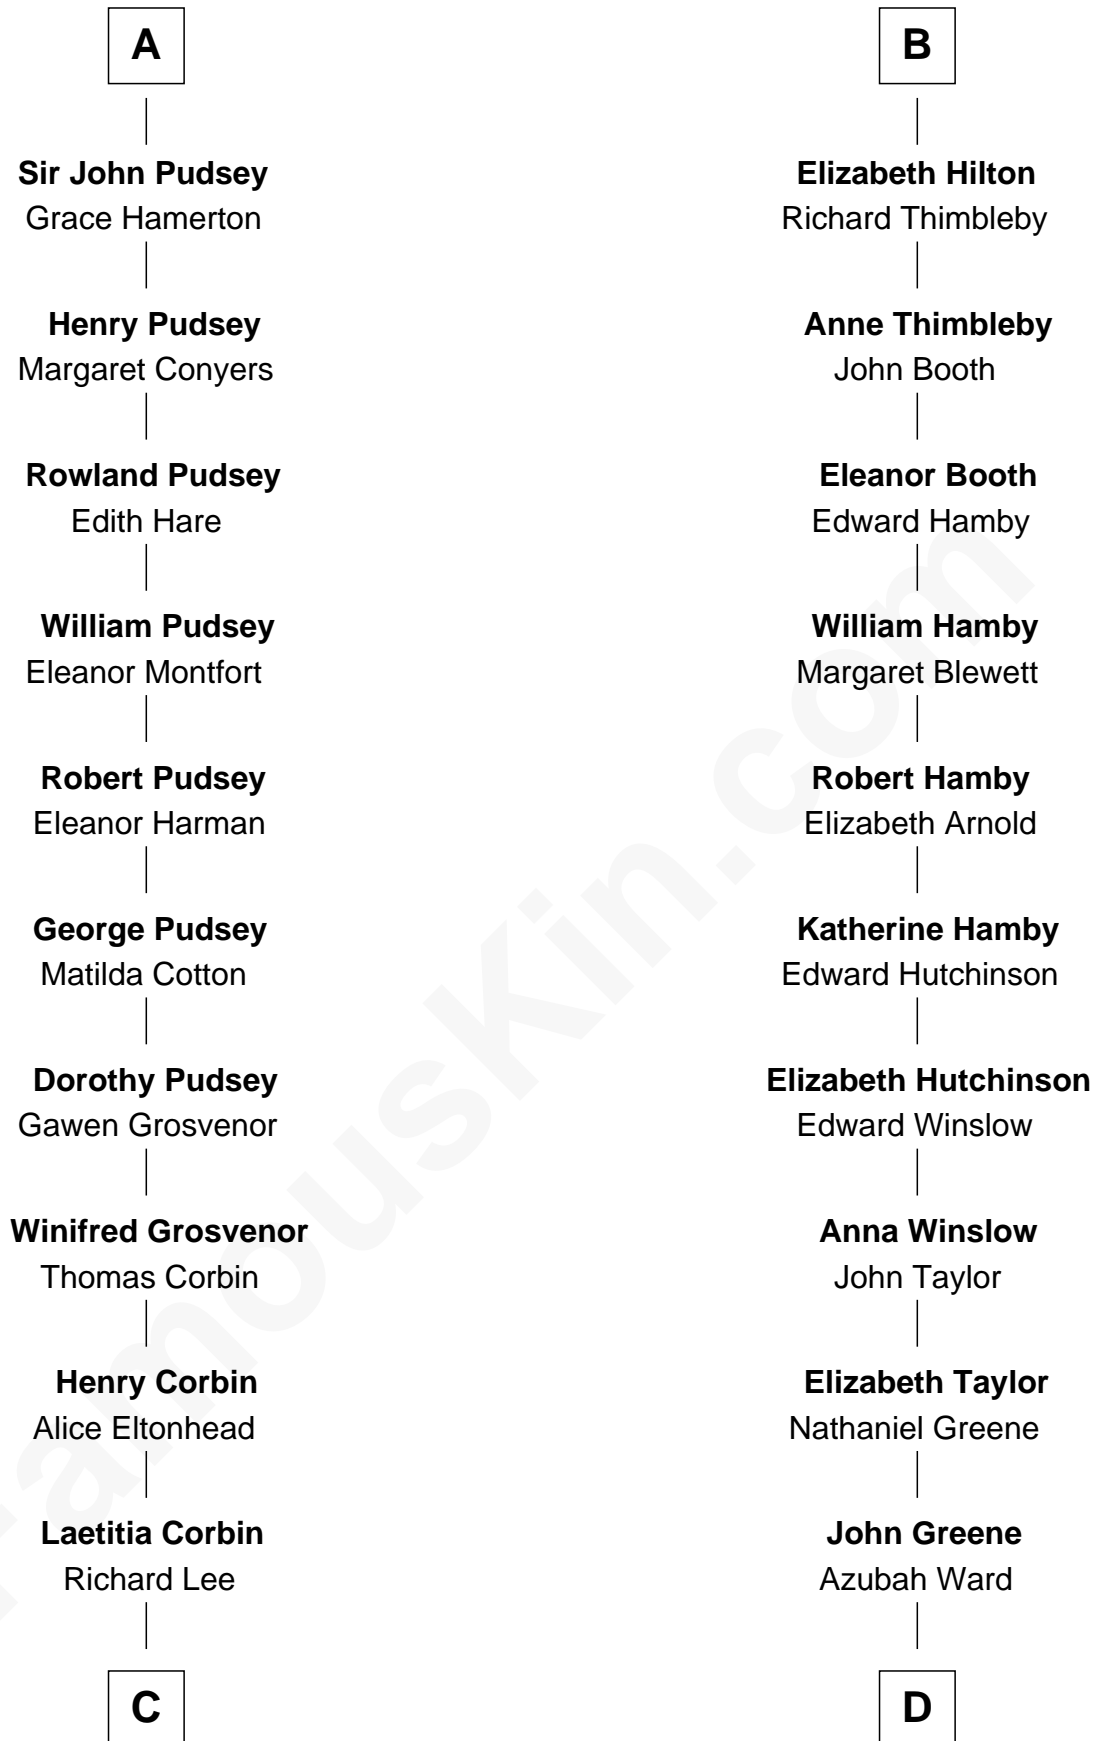 A
Sir John Pudsey
Grace Hamerton
Henry Pudsey
Margaret Conyers
Rowland Pudsey
Edith Hare
William Pudsey
Eleanor Montfort
Robert Pudsey
Eleanor Harman
George Pudsey
Matilda Cotton
Dorothy Pudsey
Gawen Grosvenor
Winifred Grosvenor
Thomas Corbin
Henry Corbin
Alice Eltonhead
Laetitia Corbin
Richard Lee
C
B
Elizabeth Hilton
Richard Thimbleby
Anne Thimbleby
John Booth
Eleanor Booth
Edward Hamby
William Hamby
Margaret Blewett
Robert Hamby
Elizabeth Arnold
Katherine Hamby
Edward Hutchinson
Elizabeth Hutchinson
Edward Winslow
Anna Winslow
John Taylor
Elizabeth Taylor
Nathaniel Greene
John Greene
Azubah Ward
D
FamousKin.com